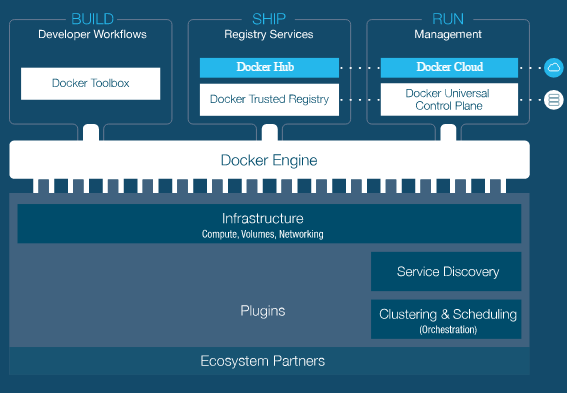 BUILD
Developer Workflows
Docker Toolbox
SHIP
Registry Services
Docker Hub
Docker Trusted Registry
RUN
Management
Docker Cloud
Docker Universal
Control Plane
Docker Engine
Infrastructure
Compute, Volumes, Networking
Service Discovery
Plugins
Clustering & Scheduling
(Orchestration)
Ecosystem Partners